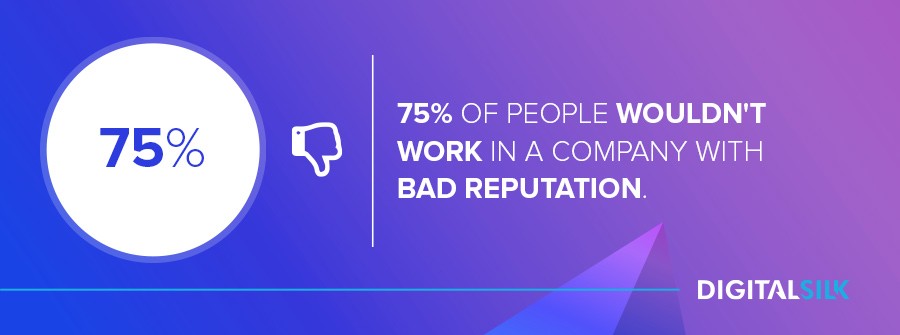 75%
75% OF PEOPLE WOULDN'T
WORK IN A COMPANY WITH
BAD REPUTATION.
DIGITALSILK